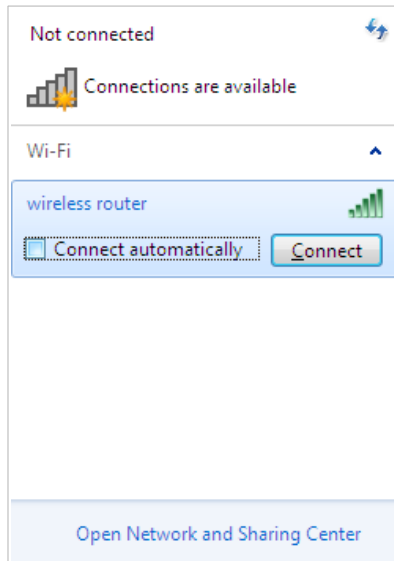 Not connected
Connections are available
Wi-Fi
wireless router
Connect automatically Connect
Open Network and Sharing Center